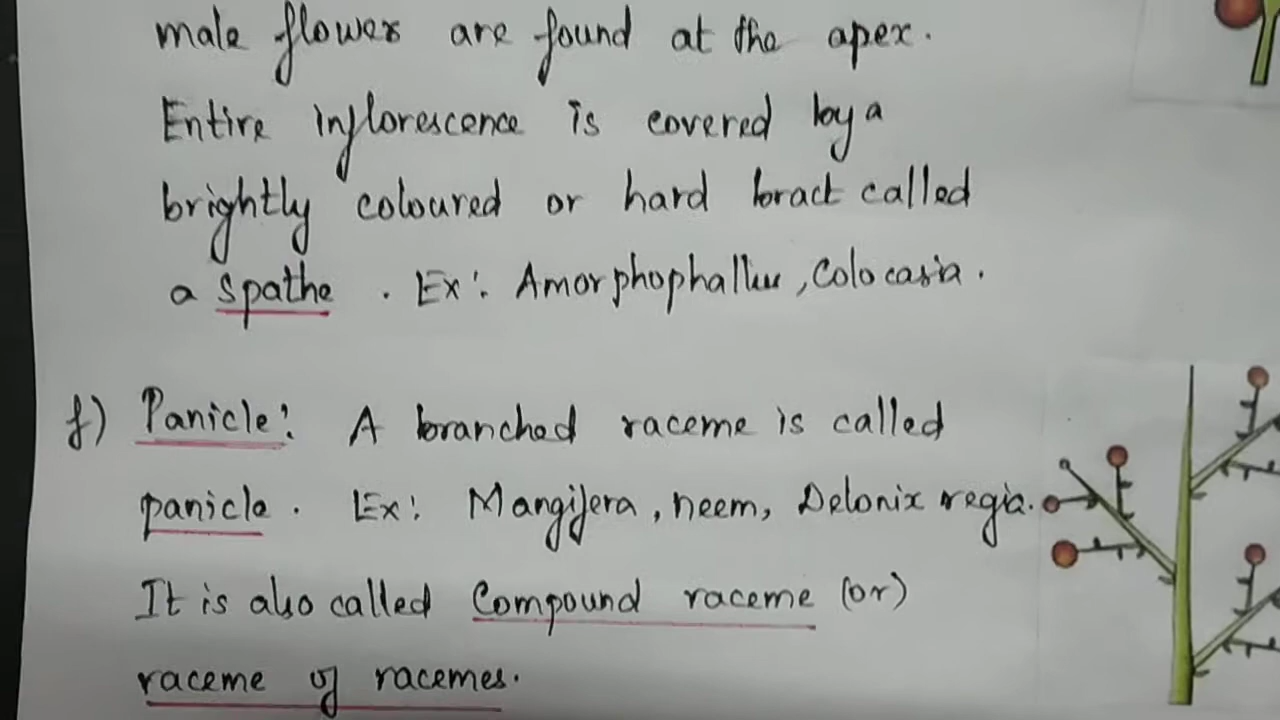 male flowers are found at the apex.
Entire inflorescence is covered by a
brightly coloured or hard bract called
a spathe . Ex: Amorphophallus, Colocasia.
f) Panicle: A branched raceme is called
panicle. Ex: Mangifera, neem, Delonix regia.
It is also called Compound raceme (or)
raceme of racemes.